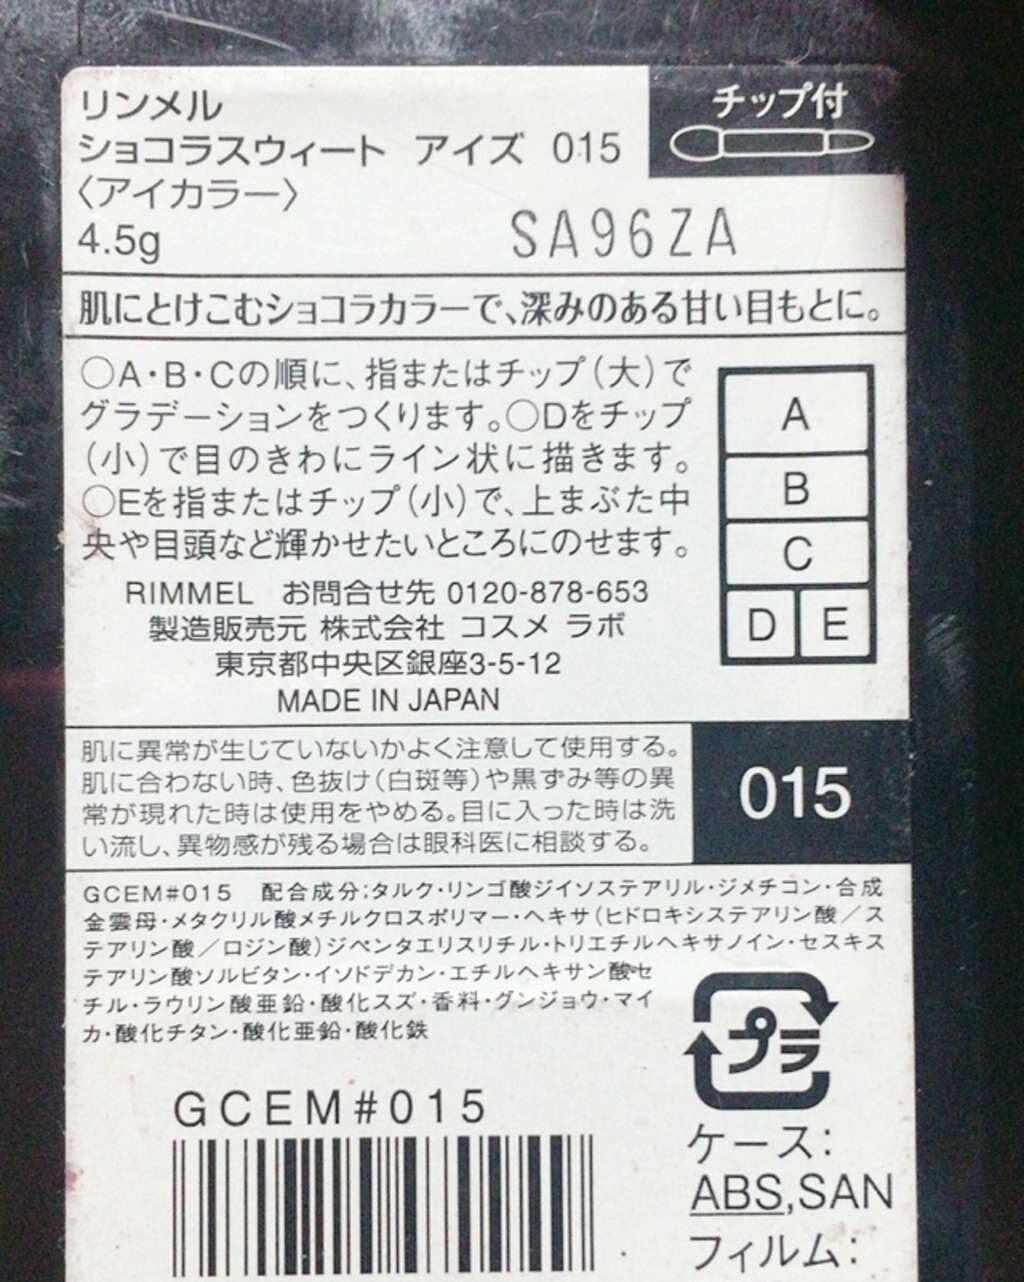 リンメル
チップ付
ショコラスウィート アイズ 015
〈アイカラー〉
4.5g
SA96ZA
肌にとけこむショコラカラーで、深みのある甘い目もとに。
○A・B・Cの順に、指またはチップ(大)で
グラデーションをつくります。○Dをチップ
(小)で目のきわにライン状に描きます。
○Eを指またはチップ(小)で、上まぶた中
央や目頭など輝かせたいところにのせます。
A
B
C
D E
RIMMEL お問合せ先 0120-878-653
製造販売元 株式会社 コスメ ラボ
東京都中央区銀座3-5-12
MADE IN JAPAN
肌に異常が生じていないかよく注意して使用する。
肌に合わない時、色抜け(白斑等)や黒ずみ等の異
常が現れた時は使用をやめる。目に入った時は洗
い流し、異物感が残る場合は眼科医に相談する。
015
GCEM#015 配合成分:タルク・リンゴ酸ジイソステアリル・ジメチコン・合成
金雲母・メタクリル酸メチルクロスポリマー・ヘキサ(ヒドロキシステアリン酸/ス
テアリン酸/ロジン酸)ジペンタエリスリチル・トリエチルヘキサノイン・セスキス
テアリン酸ソルビタン・イソドデカン・エチルヘキサン酸セ
チル・ラウリン酸亜鉛・酸化スズ・香料・グンジョウ・マイ
カ・酸化チタン・酸化亜鉛・酸化鉄
プラ
GCEM#015
ケース:
ABS,SAN
フィルム: